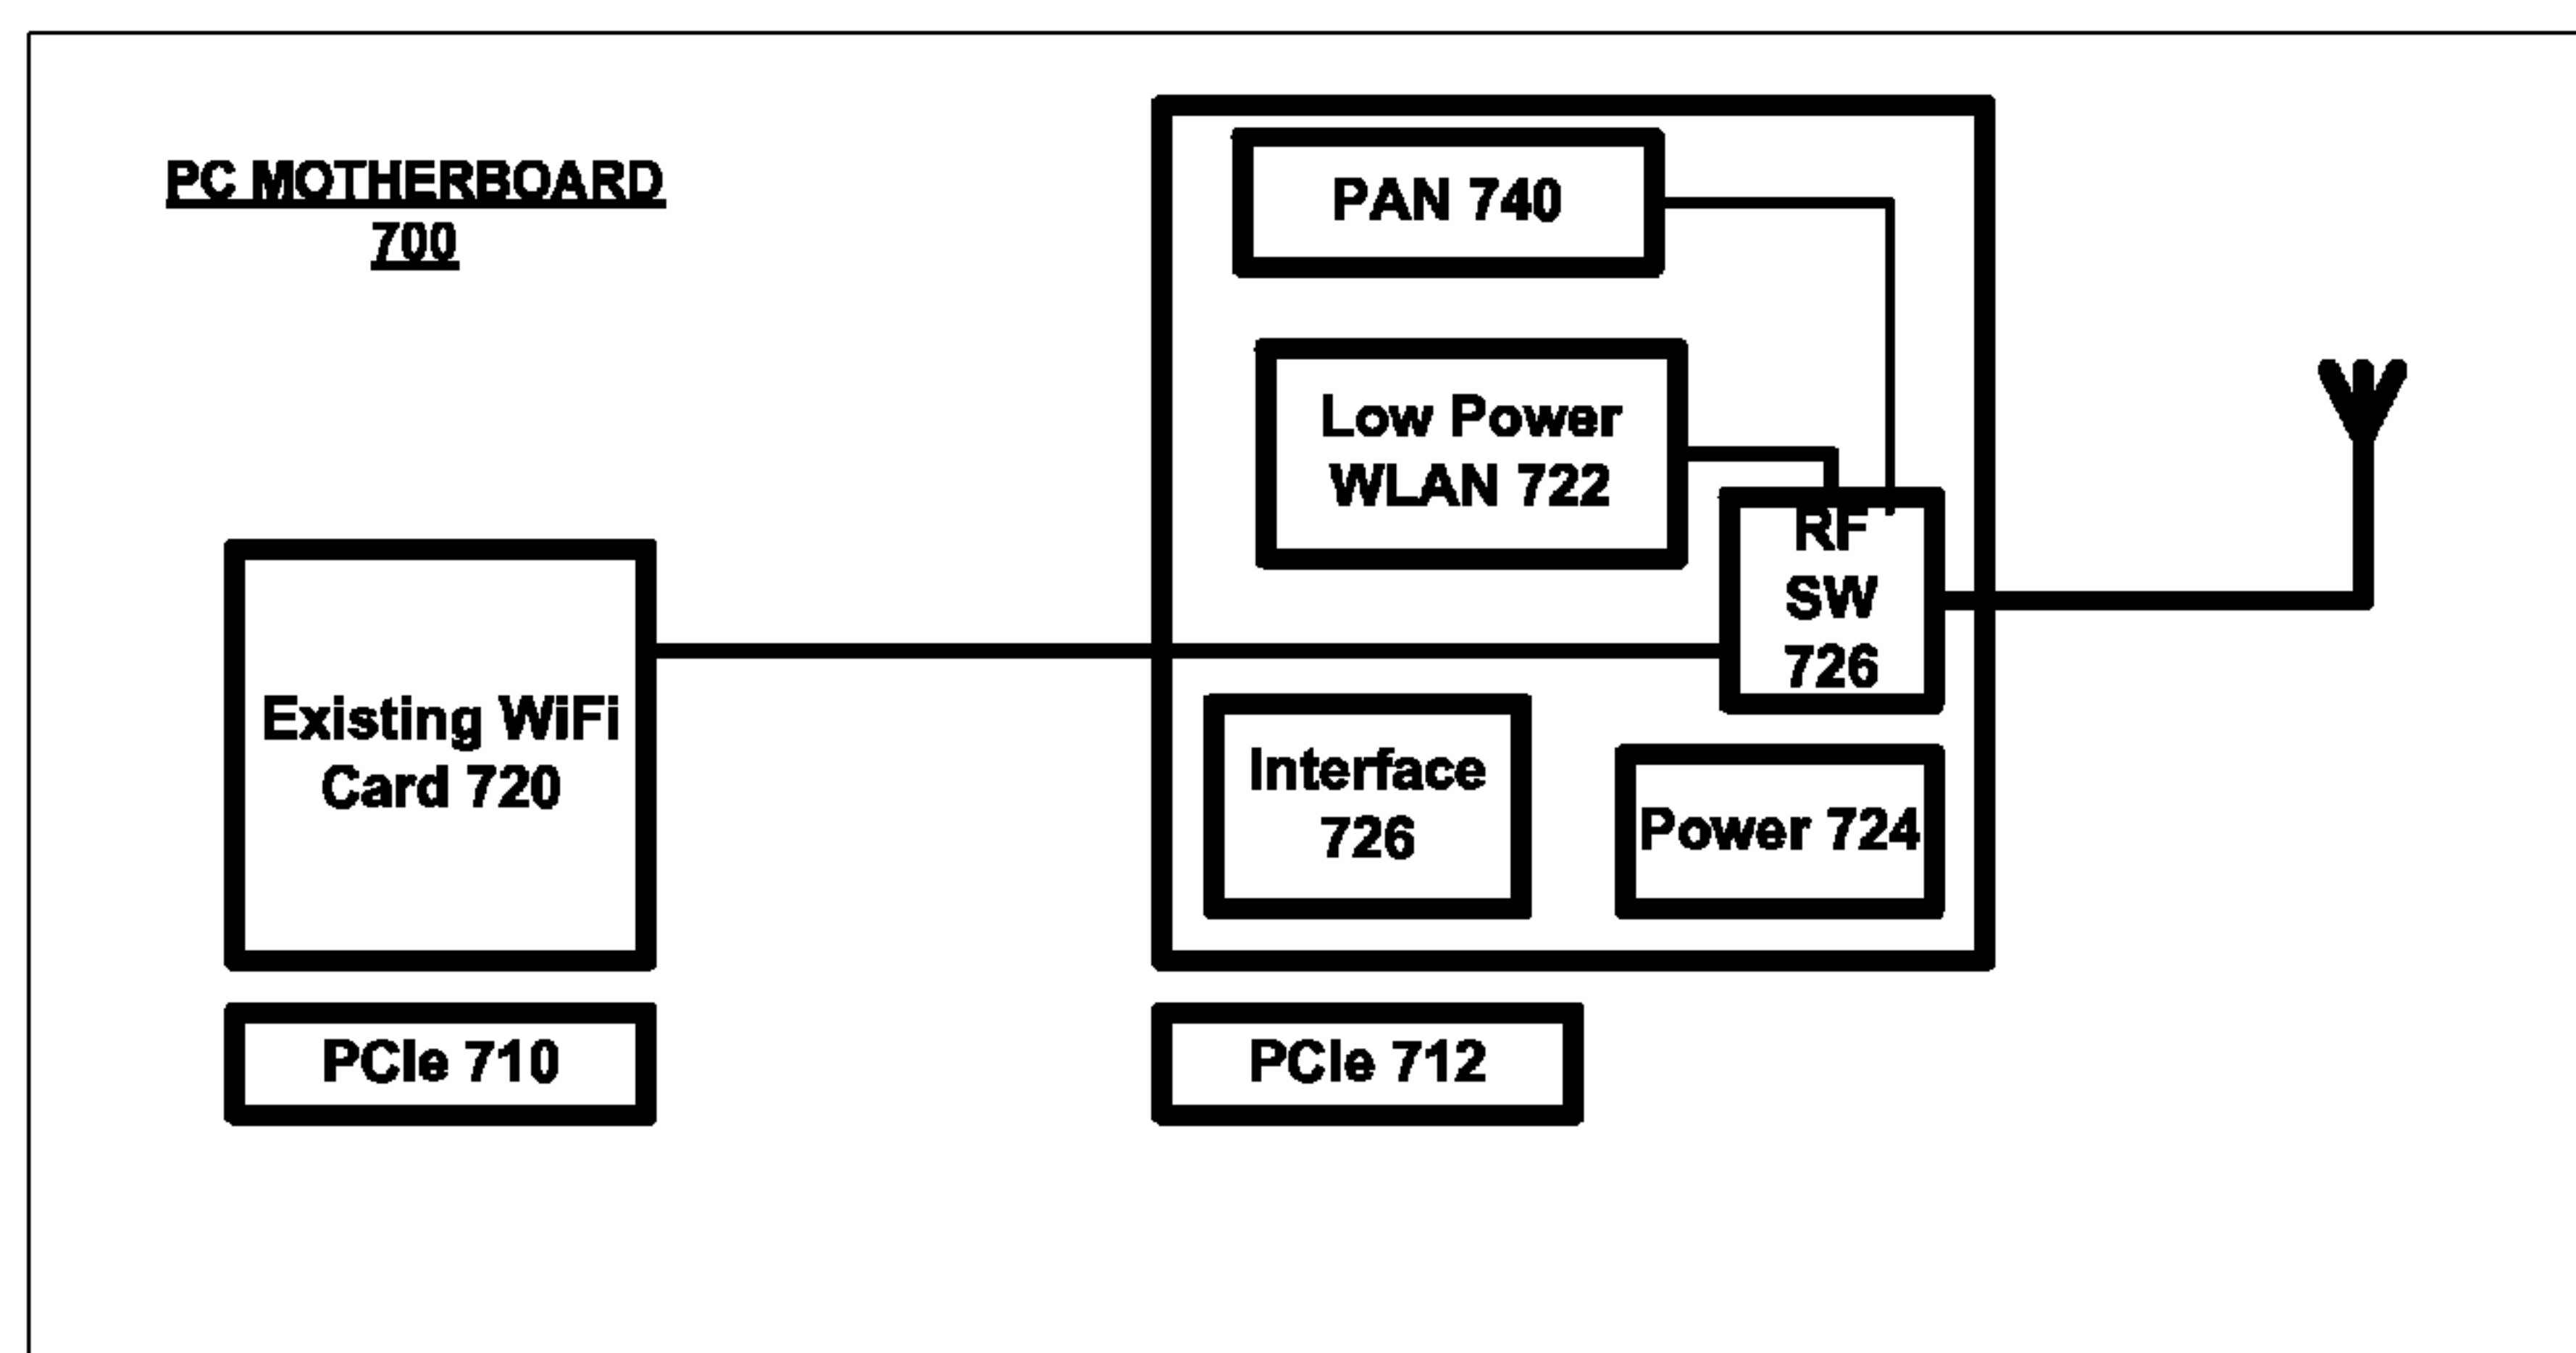 PC MOTHERBOARD
700
PAN 740
Low Power
WLAN 722
RF
SW
726
Existing WiFi
Card 720
Interface
726
Power 724
PCIe 710
PCIe 712